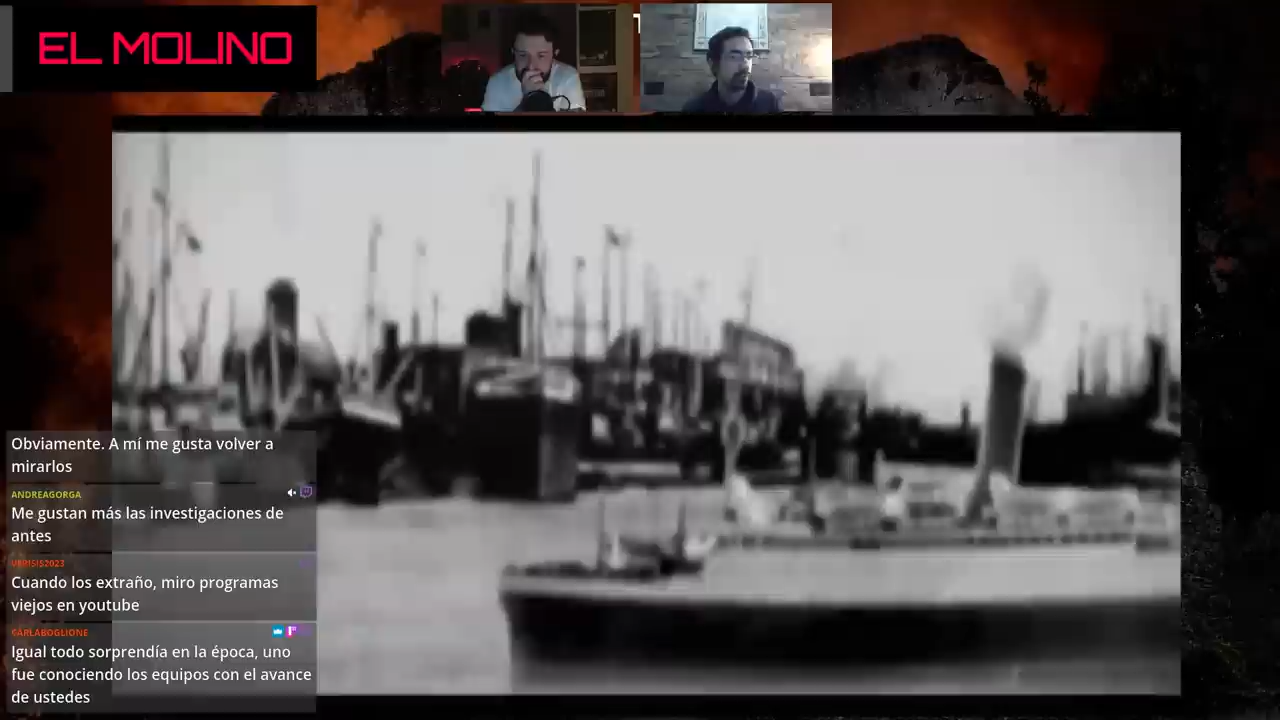 EL MOLINO
Obviamente. A mí me gusta volver a
mirarlos
ANDREAGORGA
Me gustan más las investigaciones de
antes
Cuando los extraño, miro programas
viejos en youtube
CARLABOGLIONE
Igual todo sorprendía en la época, uno
fue conociendo los equipos con el avance
de ustedes